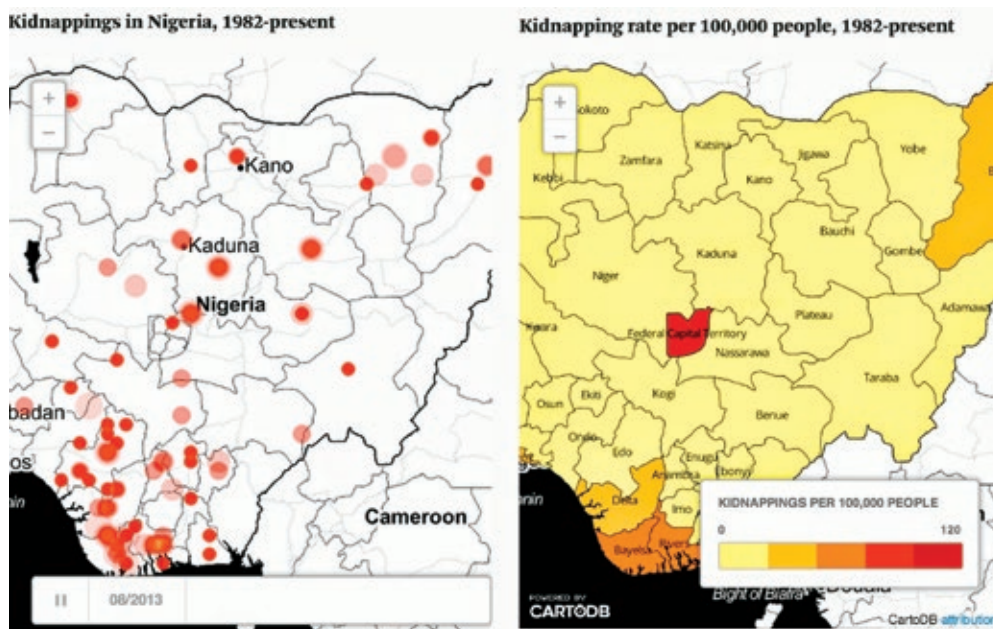 Kidnappings in Nigeria, 1982-present
+
−
Kano
Kaduna
Nigeria
badan
os
nin
Cameroon
08/2013
Kidnapping rate per 100,000 people, 1982-present
+
−
okoto
Katsina
Yobe
Zamfara
Jigawa
Kebbi
Kano
B
Bauchi
Kaduna
Gombe
Niger
Adamawa
Plateau
Federal Capital Territory
Nassarawa
Taraba
Kogi
Osun
Ekiti
Benue
Ondo
Edo
Enugu
Anambra
Ebonyi
Delta
Imo
Bayelsa
Rivers
KIDNAPPINGS PER 100,000 PEOPLE
0 120
Bight of Biafra
POWERED BY
CARTODB
CartoDB attribution